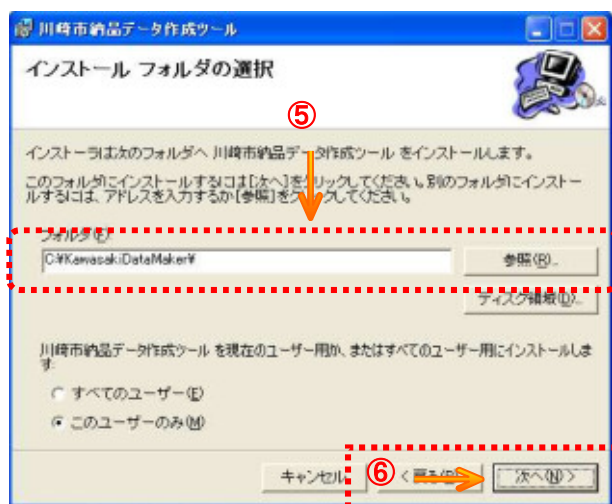 川崎市納品データ作成ツール
インストール フォルダの選択
⑤
インストーラは次のフォルダへ 川崎市納品データ作成ツール をインストールします。
このフォルダにインストールするには[次へ]をクリックしてください。別のフォルダにインストー
ルするには、アドレスを入力するか[参照]をクリックしてください。
フォルダ(F):
C:¥KawasakiDataMaker¥
参照(R)...
ディスク領域(D)...
川崎市納品データ作成ツール を現在のユーザー用か、またはすべてのユーザー用にインストールしま
す:
すべてのユーザー(E)
このユーザーのみ(M)
キャンセル
⑥
< 戻る(B)
次へ(N) >